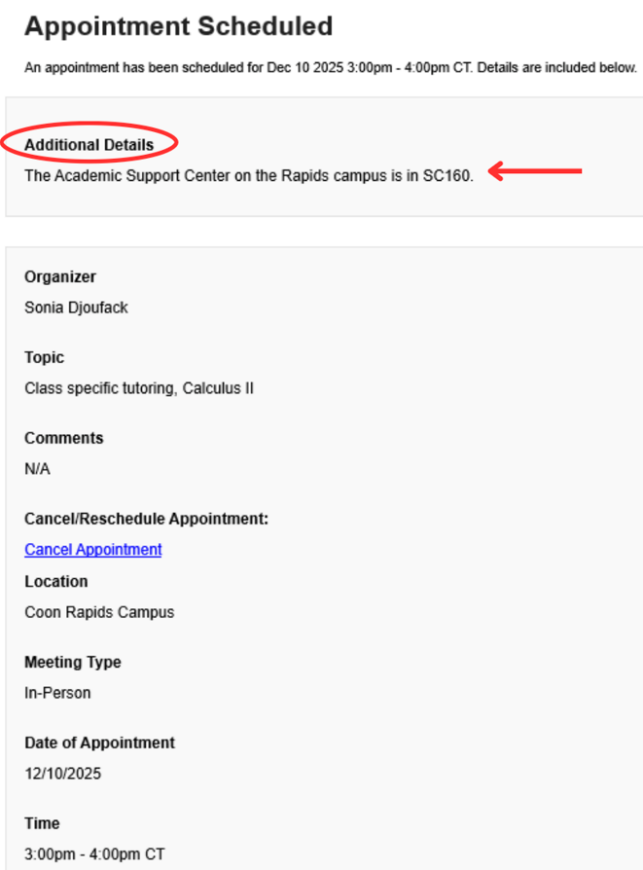 Appointment Scheduled
An appointment has been scheduled for Dec 10 2025 3:00pm - 4:00pm CT. Details are included below.
Additional Details
The Academic Support Center on the Rapids campus is in SC160.
Organizer
Sonia Djoufack
Topic
Class specific tutoring, Calculus II
Comments
N/A
Cancel/Reschedule Appointment:
Cancel Appointment
Location
Coon Rapids Campus
Meeting Type
In-Person
Date of Appointment
12/10/2025
Time
3:00pm - 4:00pm CT